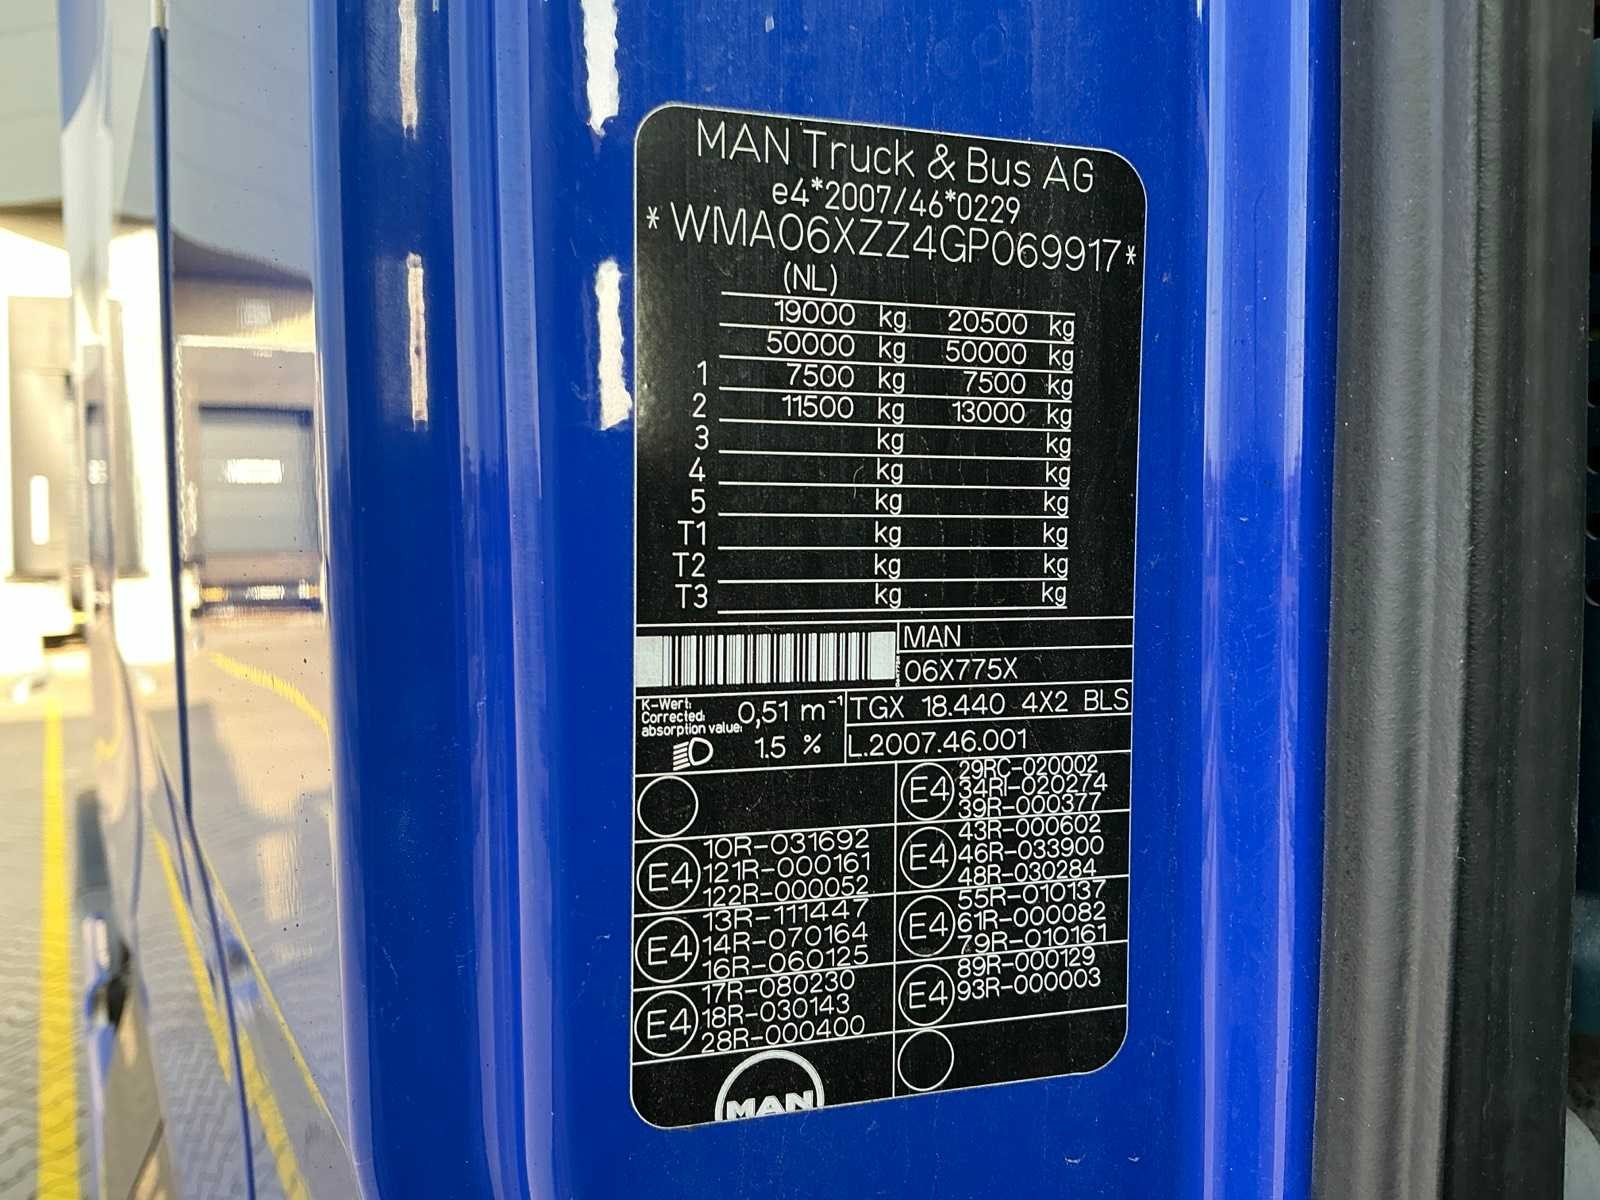 MAN Truck & Bus AG
e4*2007/46*0229
*WMA06XZZ4GP069917*
(NL)
19000 kg 20500 kg
50000 kg 50000 kg
1 7500 kg 7500 kg
2 11500 kg 13000 kg
3 kg kg
4 kg kg
5 kg kg
T1 kg kg
T2 kg kg
T3 kg kg
MAN
06X775X
K-Wert:
Corrected:
absorption value:
0,51 m⁻¹
1.5 %
TGX 18.440 4X2 BLS
L.2007.46.001
E4
10R-031692
121R-000161
122R-000052
E4
13R-111447
14R-070164
16R-060125
E4
17R-080230
18R-030143
28R-000400
E4
29RC-020002
34RI-020274
39R-000377
E4
43R-000602
46R-033900
48R-030284
E4
55R-010137
61R-000082
79R-010161
E4
89R-000129
93R-000003
MAN